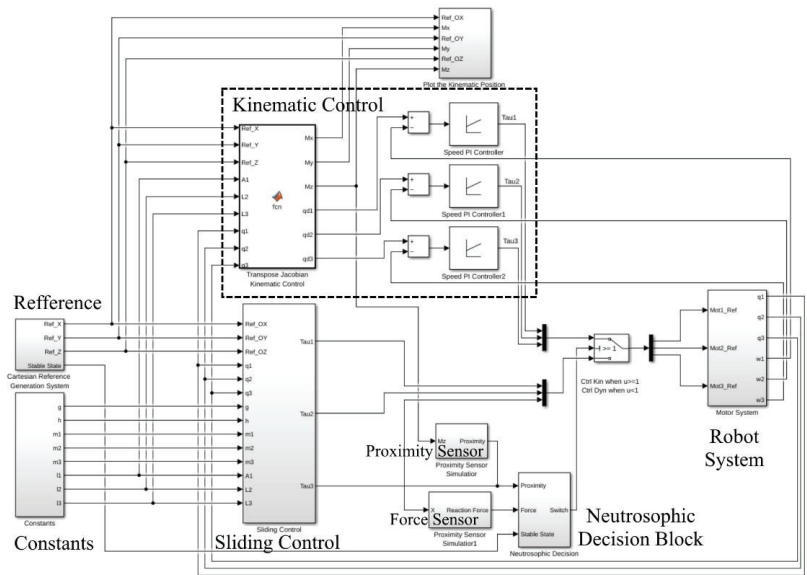 Ref_OX
Mx
Ref_OY
My
Ref_OZ
Mz
Plot the Kinematic Position
Kinematic Control
Ref_X
Ref_Y
Ref_Z
A1
L2
L3
q1
q2
q3
fcn
Mx
My
Mz
qd1
qd2
qd3
Transpose Jacobian
Kinematic Control
+
−
Speed PI Controller
Tau1
+
−
Speed PI Controller1
Tau2
+
−
Speed PI Controller2
Tau3
Refference
Ref_X
Ref_Y
Ref_Z
Stable State
Cartesian Reference
Generation System
g
h
m1
m2
m3
l1
l2
l3
Constants
Constants
Ref_OX
Ref_OY
Ref_OZ
q1
q2
q3
g
h
m1
m2
m3
A1
L2
L3
Tau1
Tau2
Tau3
Sliding Control
Sliding Control
>= 1
Ctrl Kin when u>=1
Ctrl Dyn when u<1
Mot1_Ref
Mot2_Ref
Mot3_Ref
q1
q2
q3
w1
w2
w3
Motor System
Robot
System
Proximity Sensor
Mz
Proximity
Proximity Sensor
Simulatior
Force Sensor
X
Reaction Force
Proximity Sensor
Simulatior1
Proximity
Force
Stable State
Switch
Neutrosophic Decision
Neutrosophic
Decision Block